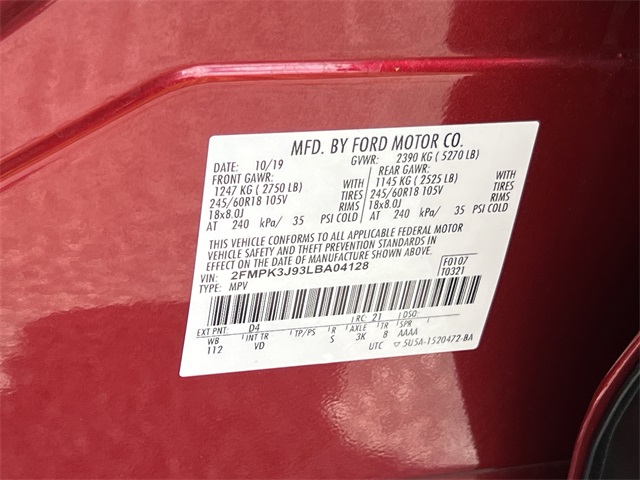 MFD. BY FORD MOTOR CO.
DATE: 10/19 GVWR: 2390 KG ( 5270 LB)
FRONT GAWR: REAR GAWR:
1247 KG ( 2750 LB) WITH 1145 KG ( 2525 LB) WITH
245/60R18 105V TIRES 245/60R18 105V TIRES
18x8.0J RIMS 18x8.0J RIMS
AT 240 kPa/ 35 PSI COLD AT 240 kPa/ 35 PSI COLD
THIS VEHICLE CONFORMS TO ALL APPLICABLE FEDERAL MOTOR
VEHICLE SAFETY AND THEFT PREVENTION STANDARDS IN
EFFECT ON THE DATE OF MANUFACTURE SHOWN ABOVE.
VIN: 2FMPK3J93LBA04128 F0107
TYPE: MPV T0321
EXT PNT: D4 RC: 21 DSO:
WB INT TR TP/PS R AXLE TR SPR
112 VD S 3K 8 AAAA
UTC 5U5A-1520472-BA